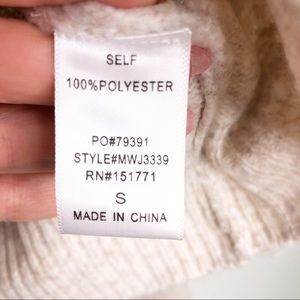 SELF
100%POLYESTER
PO#79391
STYLE#MWJ3339
RN#151771
S
MADE IN CHINA